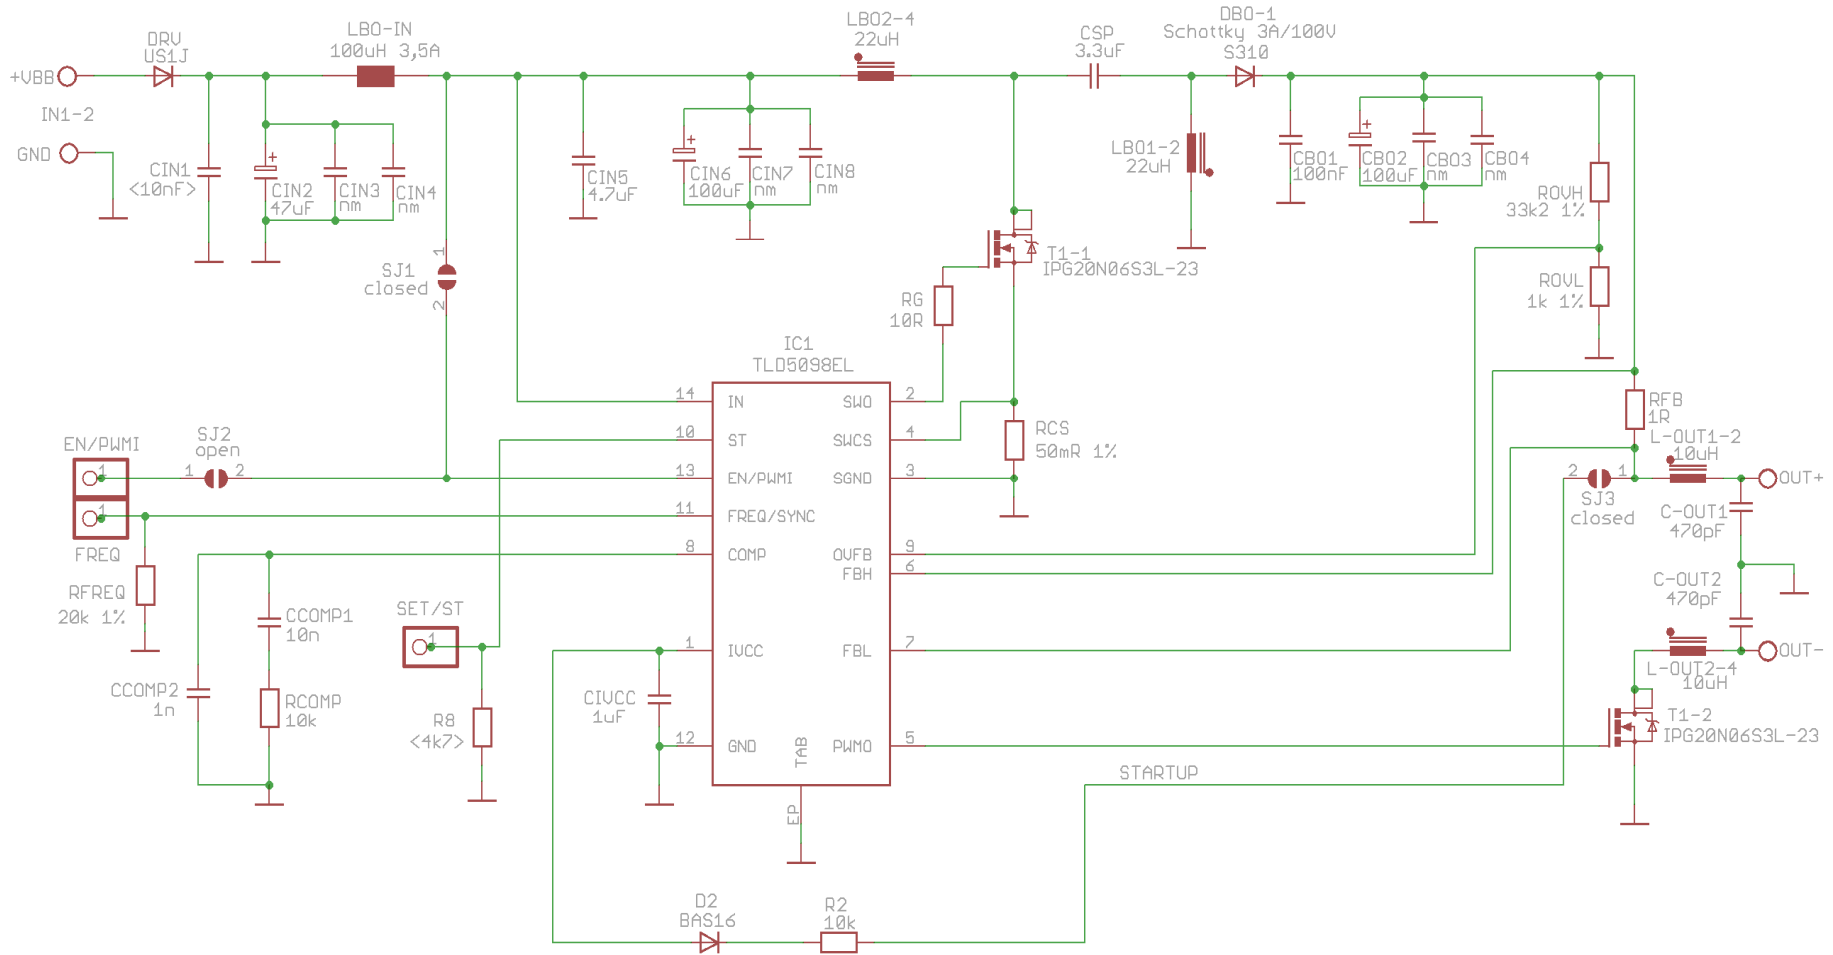 +VBB
IN1-2
GND
DRV
US1J
LBO-IN
100uH 3,5A
CIN1
<10nF>
+
CIN2
47uF
CIN3
nm
CIN4
nm
1
SJ1
closed
2
CIN5
4.7uF
+
CIN6
100uF
CIN7
nm
CIN8
nm
LBO2-4
22uH
CSP
3.3uF
DBO-1
Schottky 3A/100V
S310
LBO1-2
22uH
CBO1
100nF
+
CBO2
100uF
CBO3
nm
CBO4
nm
ROVH
33k2 1%
ROVL
1k 1%
T1-1
IPG20N06S3L-23
RG
10R
IC1
TLD5098EL
14
IN
10
ST
13
EN/PWMI
11
FREQ/SYNC
8
COMP
1
IVCC
12
GND
TAB
EP
SWO
2
SWCS
4
SGND
3
OVFB
9
FBH
6
FBL
7
PWMO
5
RCS
50mR 1%
RFB
1R
L-OUT1-2
10uH
2
1
SJ3
closed
OUT+
C-OUT1
470pF
C-OUT2
470pF
OUT-
L-OUT2-4
10uH
T1-2
IPG20N06S3L-23
EN/PWMI
1
SJ2
open
1
2
1
FREQ
RFREQ
20k 1%
CCOMP1
10n
CCOMP2
1n
RCOMP
10k
SET/ST
1
R8
<4k7>
CIVCC
1uF
STARTUP
D2
BAS16
R2
10k